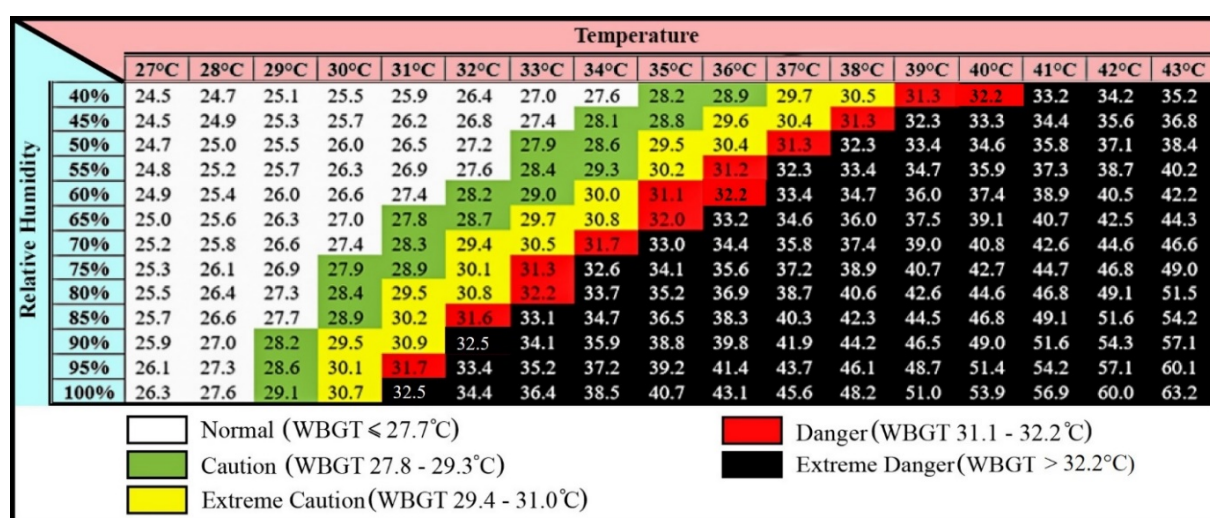 Temperature
27°C 28°C 29°C 30°C 31°C 32°C 33°C 34°C 35°C 36°C 37°C 38°C 39°C 40°C 41°C 42°C 43°C
Relative Humidity
40% 24.5 24.7 25.1 25.5 25.9 26.4 27.0 27.6 28.2 28.9 29.7 30.5 31.3 32.2 33.2 34.2 35.2
45% 24.5 24.9 25.3 25.7 26.2 26.8 27.4 28.1 28.8 29.6 30.4 31.3 32.3 33.3 34.4 35.6 36.8
50% 24.7 25.0 25.5 26.0 26.5 27.2 27.9 28.6 29.5 30.4 31.3 32.3 33.4 34.6 35.8 37.1 38.4
55% 24.8 25.2 25.7 26.3 26.9 27.6 28.4 29.3 30.2 31.2 32.3 33.4 34.7 35.9 37.3 38.7 40.2
60% 24.9 25.4 26.0 26.6 27.4 28.2 29.0 30.0 31.1 32.2 33.4 34.7 36.0 37.4 38.9 40.5 42.2
65% 25.0 25.6 26.3 27.0 27.8 28.7 29.7 30.8 32.0 33.2 34.6 36.0 37.5 39.1 40.7 42.5 44.3
70% 25.2 25.8 26.6 27.4 28.3 29.4 30.5 31.7 33.0 34.4 35.8 37.4 39.0 40.8 42.6 44.6 46.6
75% 25.3 26.1 26.9 27.9 28.9 30.1 31.3 32.6 34.1 35.6 37.2 38.9 40.7 42.7 44.7 46.8 49.0
80% 25.5 26.4 27.3 28.4 29.5 30.8 32.2 33.7 35.2 36.9 38.7 40.6 42.6 44.6 46.8 49.1 51.5
85% 25.7 26.6 27.7 28.9 30.2 31.6 33.1 34.7 36.5 38.3 40.3 42.3 44.5 46.8 49.1 51.6 54.2
90% 25.9 27.0 28.2 29.5 30.9 32.5 34.1 35.9 38.8 39.8 41.9 44.2 46.5 49.0 51.6 54.3 57.1
95% 26.1 27.3 28.6 30.1 31.7 33.4 35.2 37.2 39.2 41.4 43.7 46.1 48.7 51.4 54.2 57.1 60.1
100% 26.3 27.6 29.1 30.7 32.5 34.4 36.4 38.5 40.7 43.1 45.6 48.2 51.0 53.9 56.9 60.0 63.2
Normal (WBGT ⩽ 27.7℃)
Danger (WBGT 31.1 - 32.2℃)
Caution (WBGT 27.8 - 29.3℃)
Extreme Danger (WBGT > 32.2°C)
Extreme Caution (WBGT 29.4 - 31.0℃)